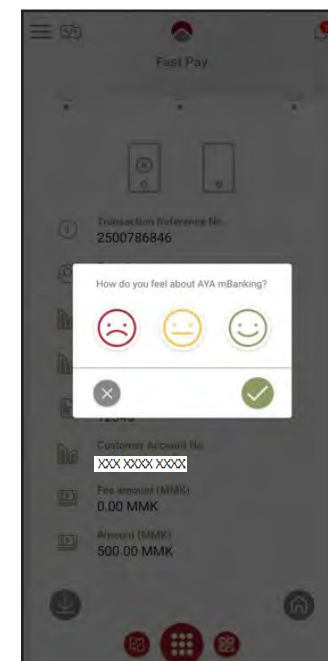 Fast Pay
Transaction Reference No.
2500786846
How do you feel about AYA mBanking?
12345
Customer Account No
XXX XXXX XXXX
Fee amount (MMK)
0.00 MMK
Amount (MMK)
500.00 MMK